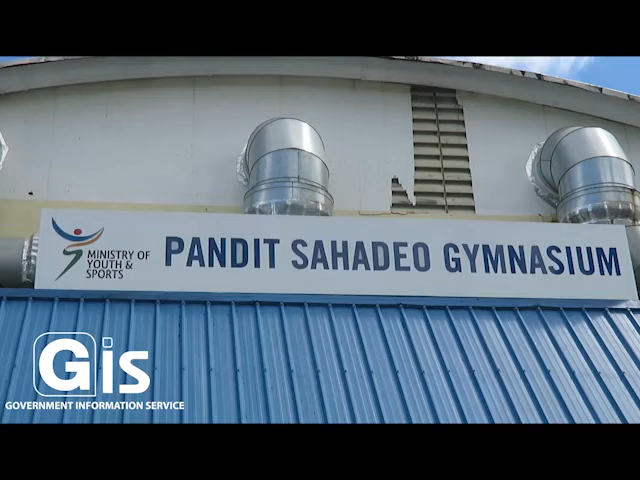 MINISTRY OF
YOUTH &
SPORTS
PANDIT SAHADEO GYMNASIUM
Gis
GOVERNMENT INFORMATION SERVICE